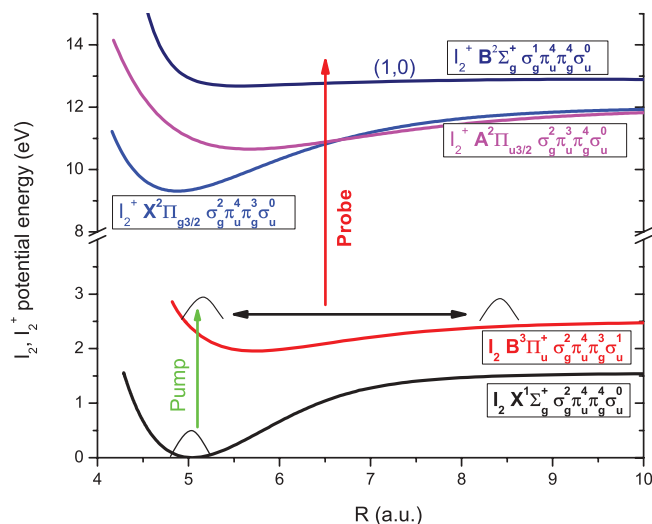 I₂⁺ B²Σg⁺ σg¹πu⁴πg⁴σu⁰
(1,0)
I₂⁺ A²Πu3/2 σg²πu³πg⁴σu⁰
I₂⁺ X²Πg3/2 σg²πu⁴πg³σu⁰
Probe
Pump
I₂ B³Πu⁺ σg²πu⁴πg³σu¹
I₂ X¹Σg⁺ σg²πu⁴πg⁴σu⁰
I₂, I₂⁺ potential energy (eV)
14
12
10
8
3
2
1
0
4 5 6 7 8 9 10
R (a.u.)